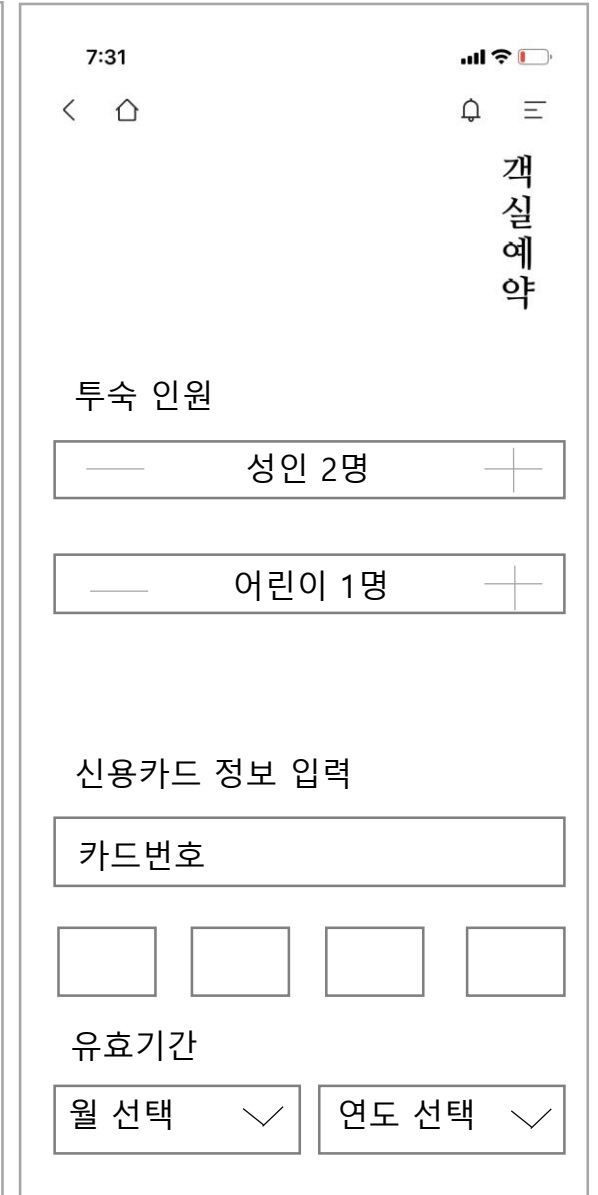 7:31
객실예약
투숙 인원
성인 2명
어린이 1명
신용카드 정보 입력
카드번호
유효기간
월 선택
연도 선택